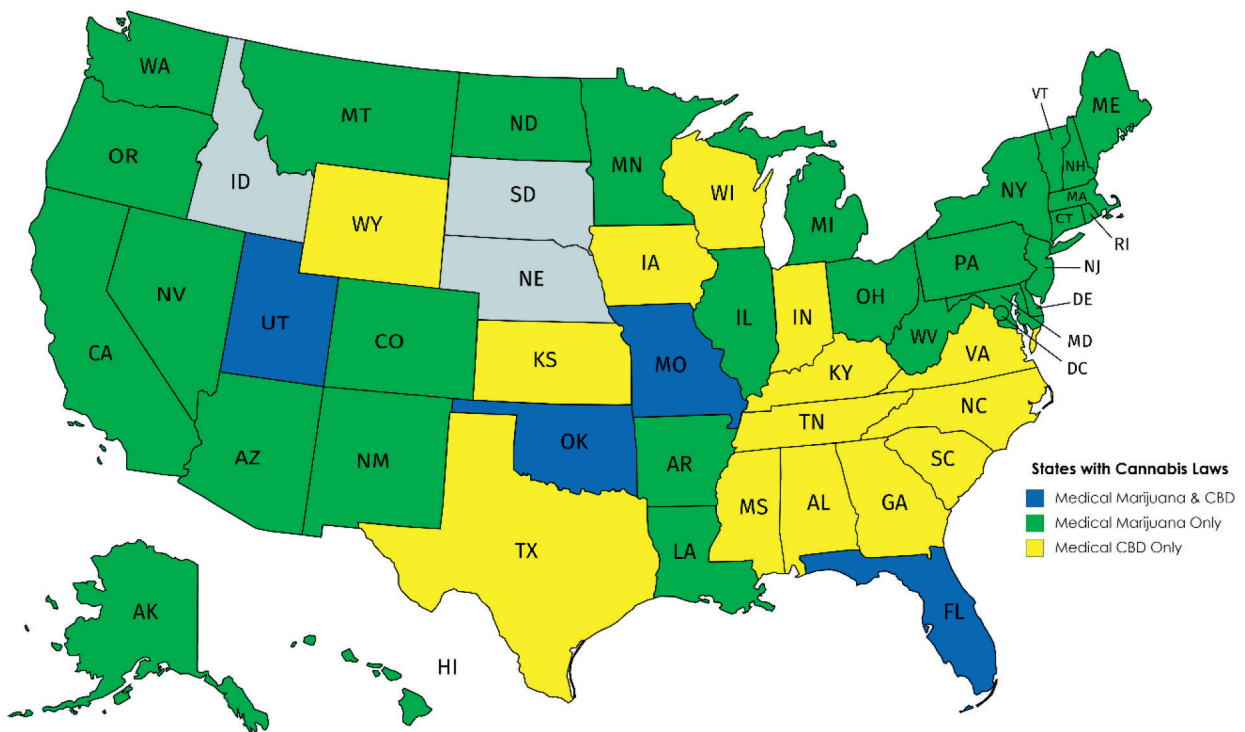 WA
MT
ND
MN
OR
ID
SD
WY
WI
MI
VT
ME
NH
NY
MA
CT
RI
IA
NE
PA
NJ
NV
UT
CO
IL
IN
OH
DE
MD
DC
CA
KS
MO
WV
VA
KY
NC
TN
AZ
NM
OK
AR
SC
MS
AL
GA
TX
LA
FL
AK
HI
States with Cannabis Laws
Medical Marijuana & CBD
Medical Marijuana Only
Medical CBD Only